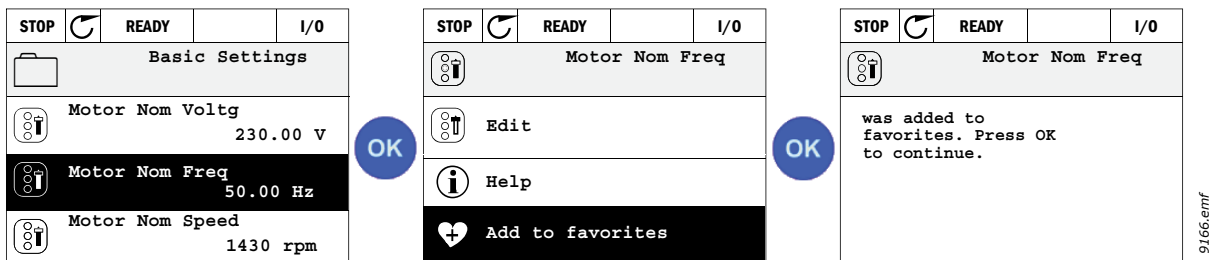 STOP READY I/O
Basic Settings
Motor Nom Voltg
230.00 V
Motor Nom Freq
50.00 Hz
Motor Nom Speed
1430 rpm
OK
STOP READY I/O
Motor Nom Freq
Edit
Help
Add to favorites
OK
STOP READY I/O
Motor Nom Freq
was added to
favorites. Press OK
to continue.
9166.emf